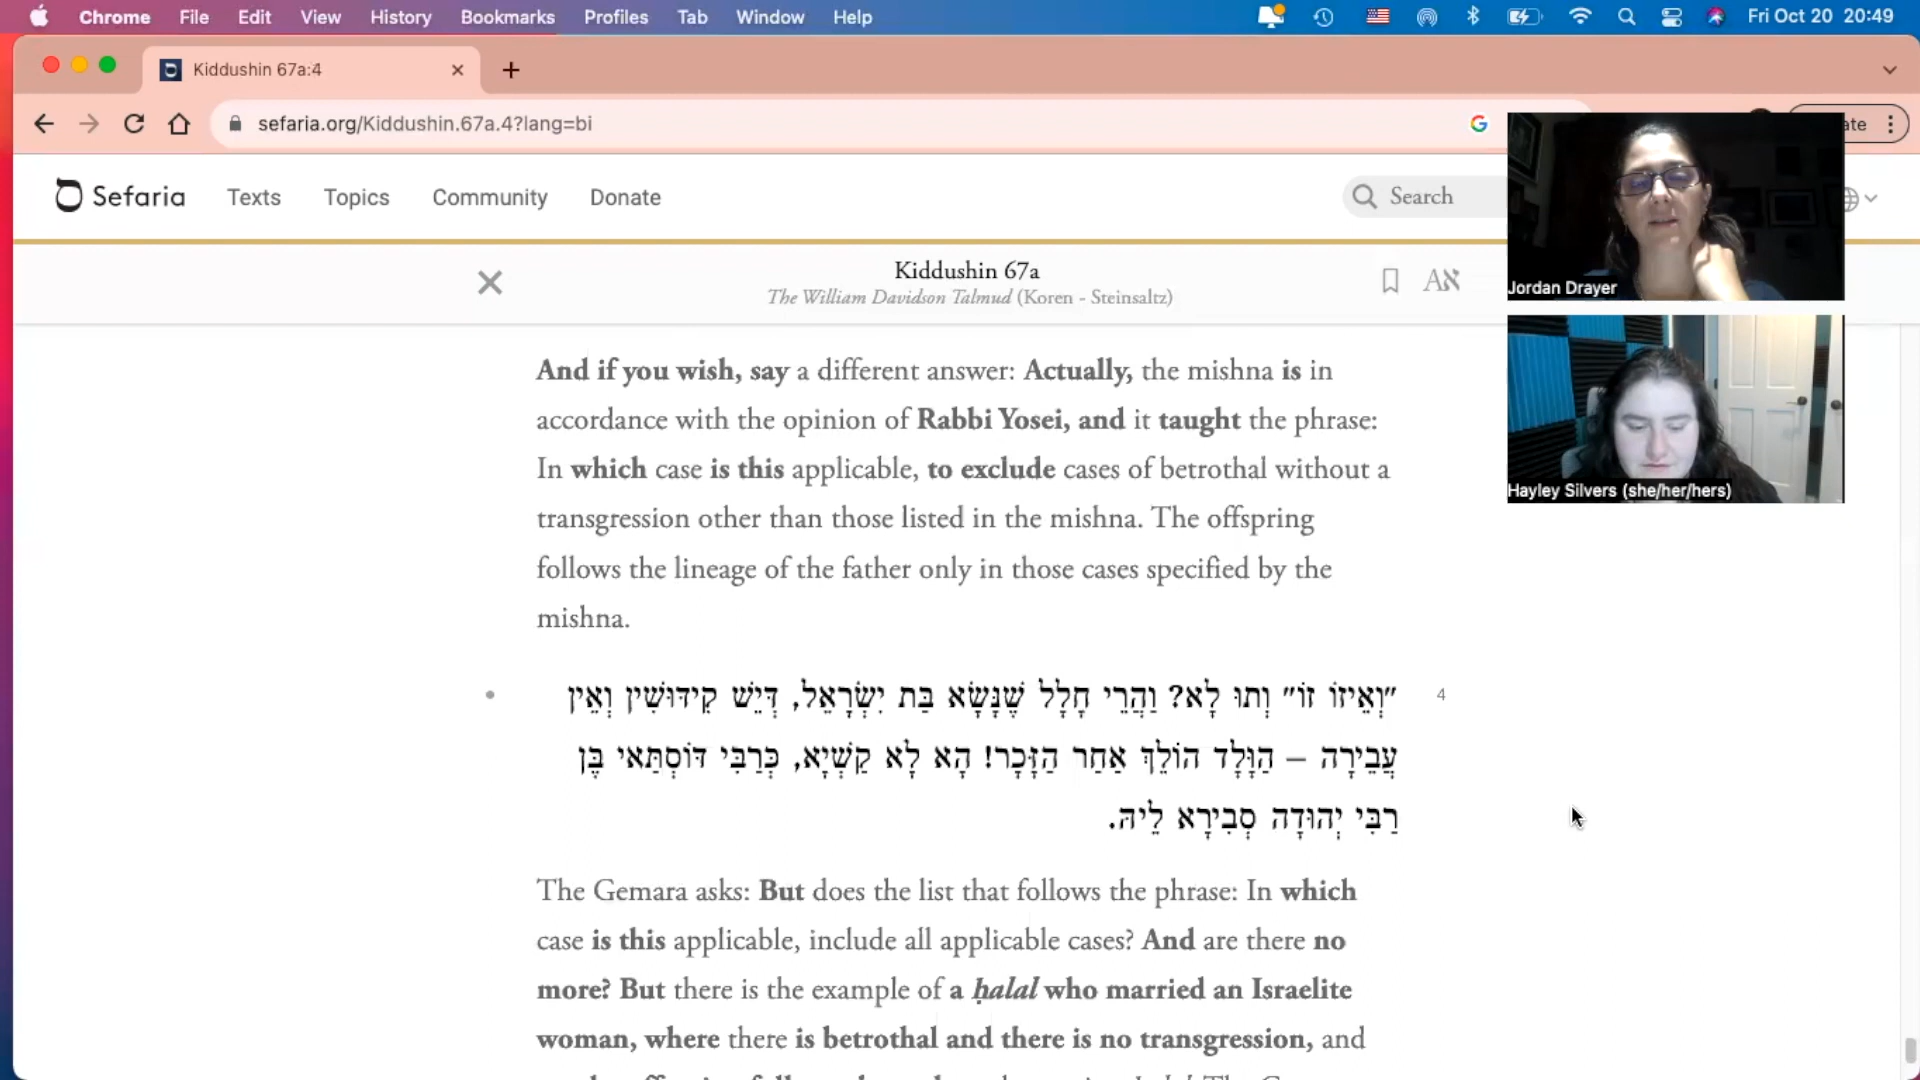 Chrome File Edit View History Bookmarks Profiles Tab Window Help Fri Oct 20 20:49
Kiddushin 67a:4
sefaria.org/Kiddushin.67a.4?lang=bi
Sefaria Texts Topics Community Donate Search
Kiddushin 67a
The William Davidson Talmud (Koren - Steinsaltz)
Jordan Drayer
Hayley Silvers (she/her/hers)
And if you wish, say a different answer: Actually, the mishna is in
accordance with the opinion of Rabbi Yosei, and it taught the phrase:
In which case is this applicable, to exclude cases of betrothal without a
transgression other than those listed in the mishna. The offspring
follows the lineage of the father only in those cases specified by the
mishna.
4
״וְאֵיזוֹ זוֹ״ וְתוּ לָא? וַהֲרֵי חָלָל שֶׁנָּשָׂא בַּת יִשְׂרָאֵל, דְּיֵשׁ קִידּוּשִׁין וְאֵין
עֲבֵירָה – הַוָּלָד הוֹלֵךְ אַחַר הַזָּכָר! הָא לָא קַשְׁיָא, כְּרַבִּי דּוֹסְתַּאי בֶּן
רַבִּי יְהוּדָה סְבִירָא לֵיהּ.
The Gemara asks: But does the list that follows the phrase: In which
case is this applicable, include all applicable cases? And are there no
more? But there is the example of a ḥalal who married an Israelite
woman, where there is betrothal and there is no transgression, and